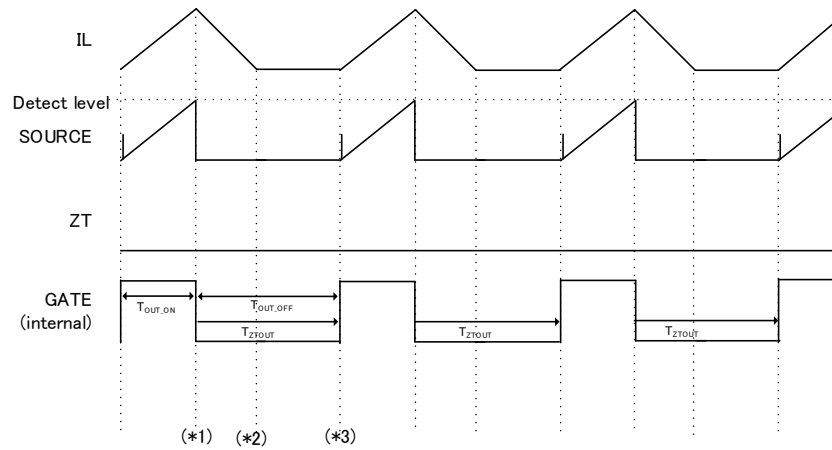 IL
Detect level
SOURCE
ZT
GATE
(internal)
TOUT_ON
TOUT_OFF
TZTOUT
TZTOUT
TZTOUT
(*1)
(*2)
(*3)